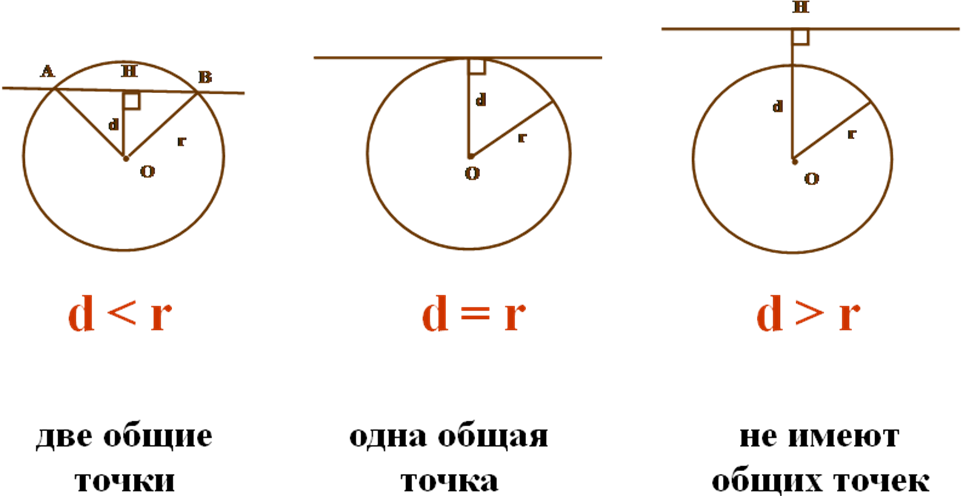 A H B
d
r
O
d
r
O
H
d
r
O
d < r
d = r
d > r
две общие
точки
одна общая
точка
не имеют
общих точек